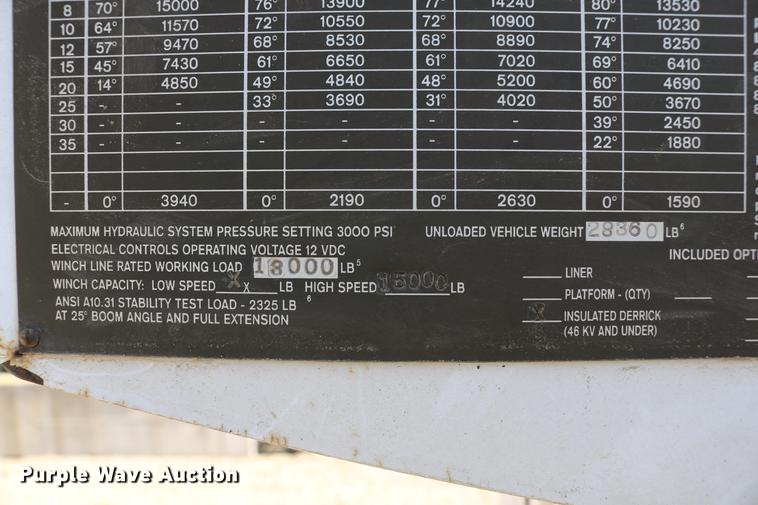 8 70° 15000 76° 13900 77° 14240 80° 13530
10 64° 11570 72° 10550 72° 10900 77° 10230
12 57° 9470 68° 8530 68° 8890 74° 8250
15 45° 7430 61° 6650 61° 7020 69° 6410
20 14° 4850 49° 4840 48° 5200 60° 4690
25 - - 33° 3690 31° 4020 50° 3670
30 - - - - - - 39° 2450
35 - - - - - - 22° 1880
- 0° 3940 0° 2190 0° 2630 0° 1590
MAXIMUM HYDRAULIC SYSTEM PRESSURE SETTING 3000 PSI UNLOADED VEHICLE WEIGHT 28360 LB6
ELECTRICAL CONTROLS OPERATING VOLTAGE 12 VDC
WINCH LINE RATED WORKING LOAD 18000 LB5
WINCH CAPACITY: LOW SPEED X X LB HIGH SPEED 15000 LB
ANSI A10.31 STABILITY TEST LOAD - 2325 LB 6
AT 25° BOOM ANGLE AND FULL EXTENSION
INCLUDED OPTI
LINER
PLATFORM - (QTY)
X INSULATED DERRICK
(46 KV AND UNDER)
Purple Wave Auction